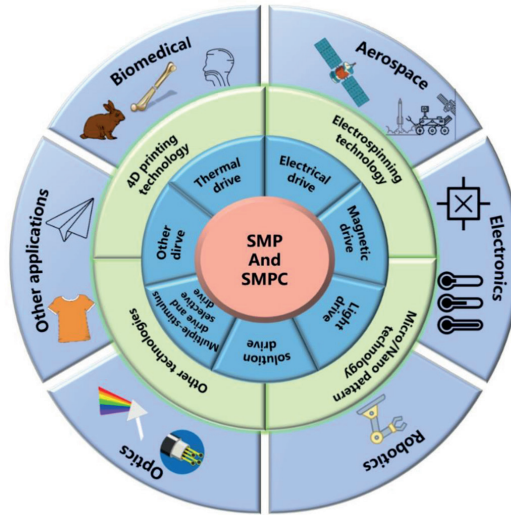 Biomedical
Aerospace
Electronics
Robotics
Optics
Other applications
4D printing
technology
Electrospinning
technology
Micro/Nano pattern
technology
Other technologies
Thermal
drive
Electrical
drive
Magnetic
drive
Light
drive
solution
drive
Multiple-stimulus
drive and
selective
drive
Other
dirve
SMP
And
SMPC